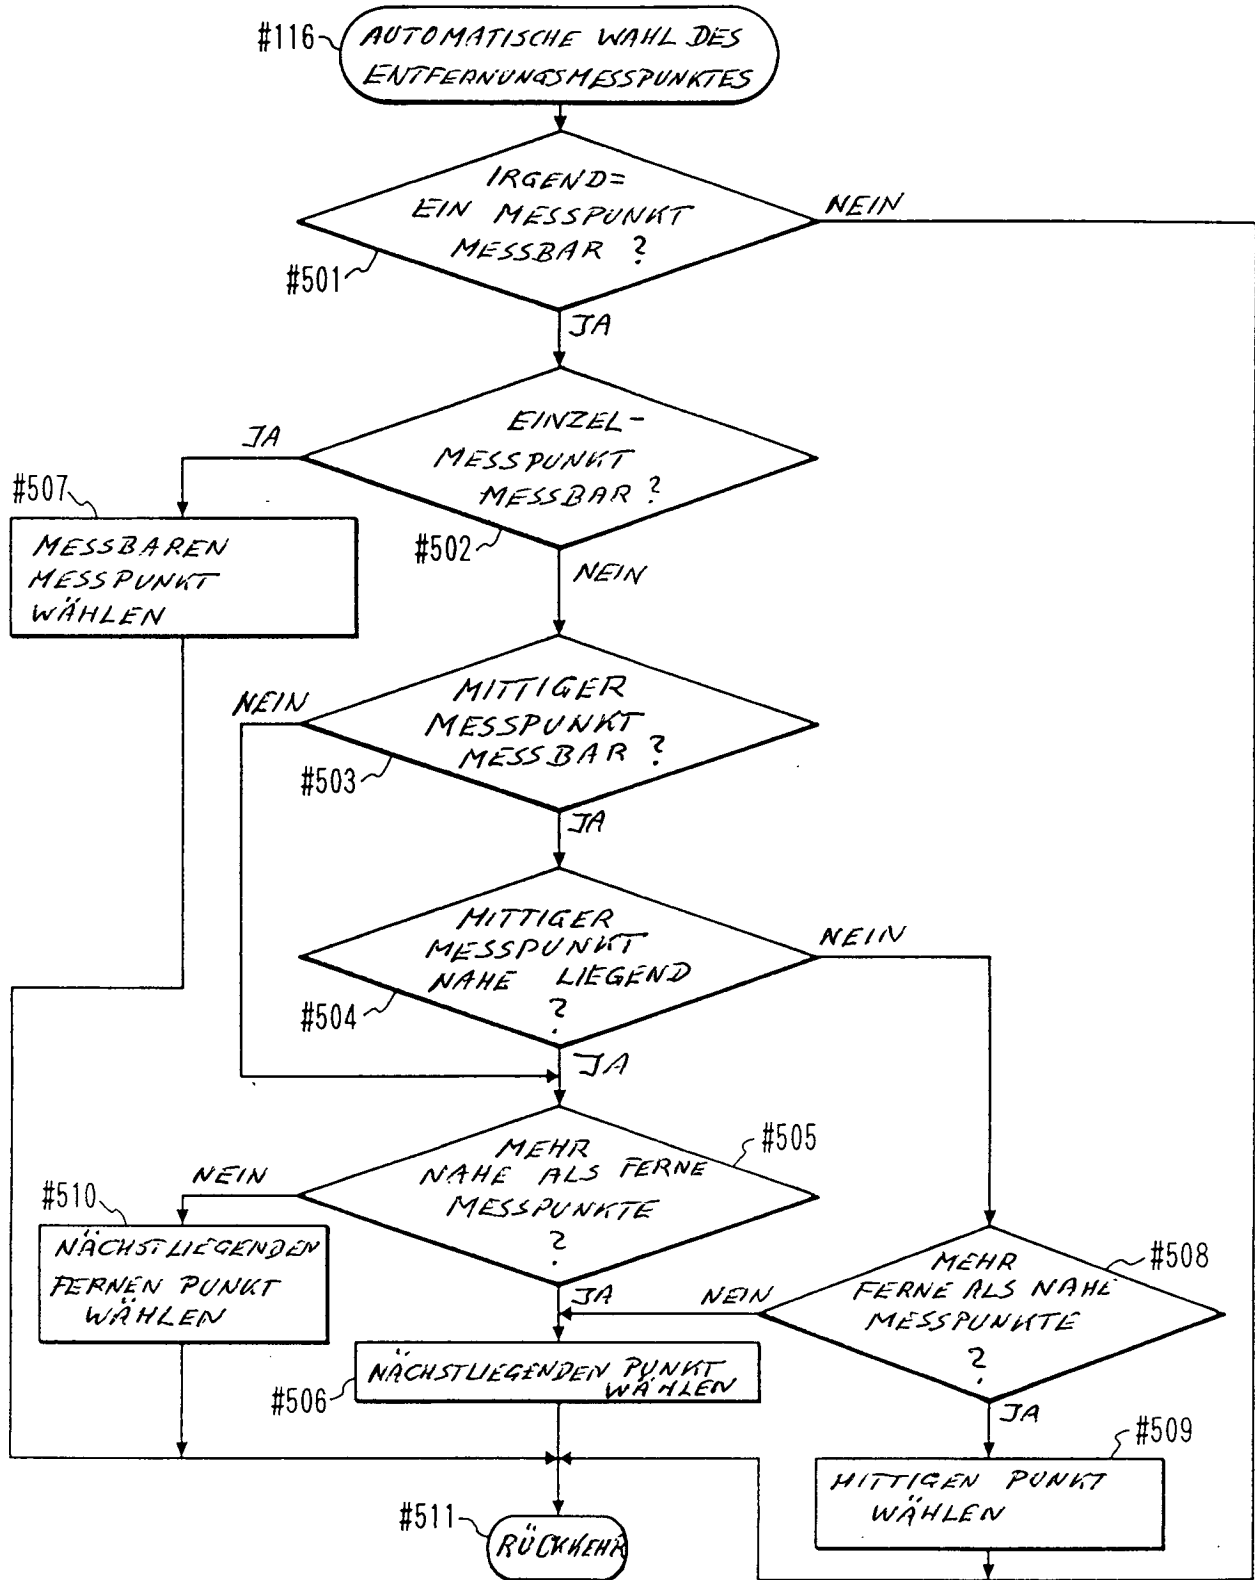 #116
AUTOMATISCHE WAHL DES
ENTFERNUNGSMESSPUNKTES
IRGEND=
EIN MESSPUNKT
MESSBAR ?
NEIN
#501
JA
EINZEL-
MESSPUNKT
MESSBAR ?
JA
#502
NEIN
#507
MESSBAREN
MESSPUNKT
WÄHLEN
MITTIGER
MESSPUNKT
MESSBAR ?
NEIN
#503
JA
MITTIGER
MESSPUNKT
NAHE LIEGEND
?
NEIN
#504
JA
MEHR
NAHE ALS FERNE
MESSPUNKTE
?
#505
NEIN
#510
NÄCHSTLIEGENDEN
FERNEN PUNKT
WÄHLEN
JA
MEHR
FERNE ALS NAHE
MESSPUNKTE
?
#508
NEIN
NÄCHSTLIEGENDEN PUNKT
WÄHLEN
#506
JA
#509
MITTIGEN PUNKT
WÄHLEN
#511
RÜCKKEHR